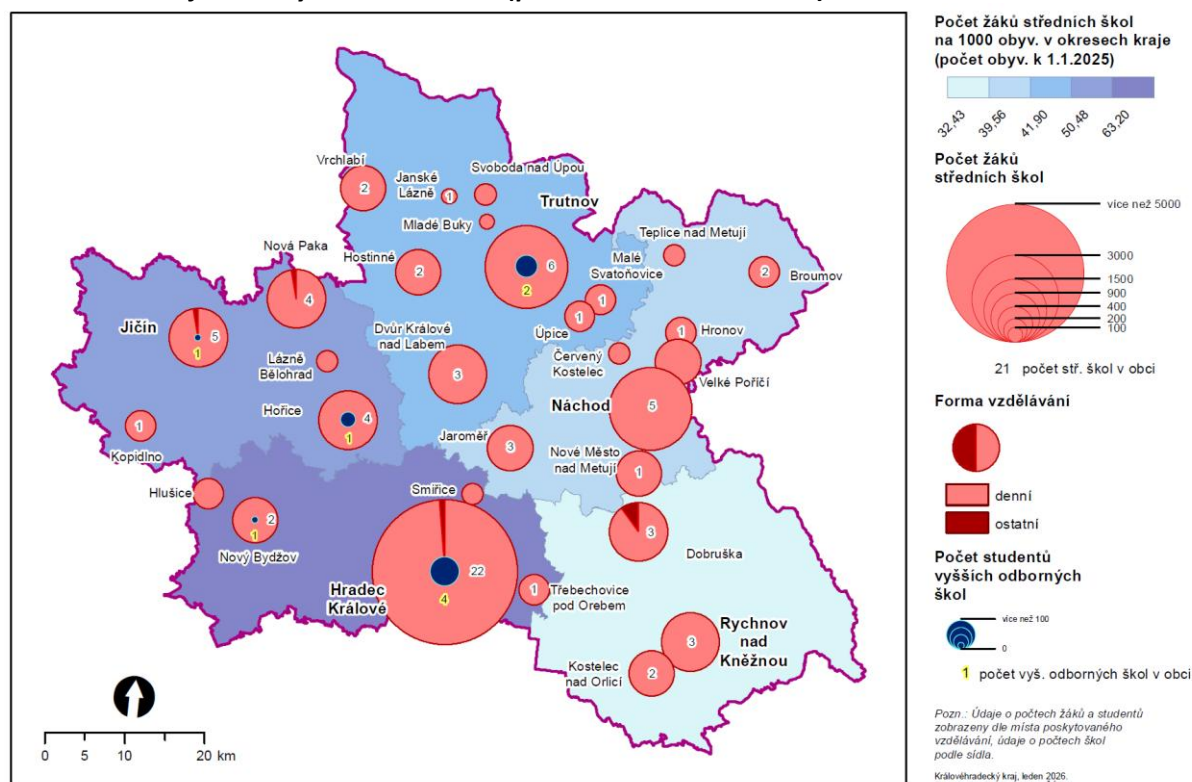 Vrchlabí
2
Janské
Lázně
1
Svoboda nad Úpou
Mladé Buky
Trutnov
6
2
Hostinné
2
Nová Paka
4
Teplice nad Metují
Malé
Svatoňovice
1
2
Broumov
Úpice
1
1
Hronov
Jičín
5
1
Dvůr Králové
nad Labem
3
Lázně
Bělohrad
Červený
Kostelec
Velké Poříčí
Hořice
4
1
Náchod
5
1
Kopidlno
Jaroměř
3
Nové Město
nad Metují
1
Hlušice
Smiřice
2
1
Nový Bydžov
3
Dobruška
22
4
Hradec
Králové
1
Třebechovice
pod Orebem
3
Rychnov
nad
Kněžnou
Kostelec
nad Orlicí
2
0 5 10 20 km
Počet žáků středních škol
na 1000 obyv. v okresech kraje
(počet obyv. k 1.1.2025)
32,43
39,56
41,90
50,48
63,20
Počet žáků
středních škol
více než 5000
3000
1500
900
400
200
100
21 počet stř. škol v obci
Forma vzdělávání
denní
ostatní
Počet studentů
vyšších odborných
škol
více než 100
0
1 počet vyš. odborných škol v obci
Pozn.: Údaje o počtech žáků a studentů
zobrazeny dle místa poskytovaného
vzdělávání, údaje o počtech škol
podle sídla.
Královéhradecký kraj, leden 2026.